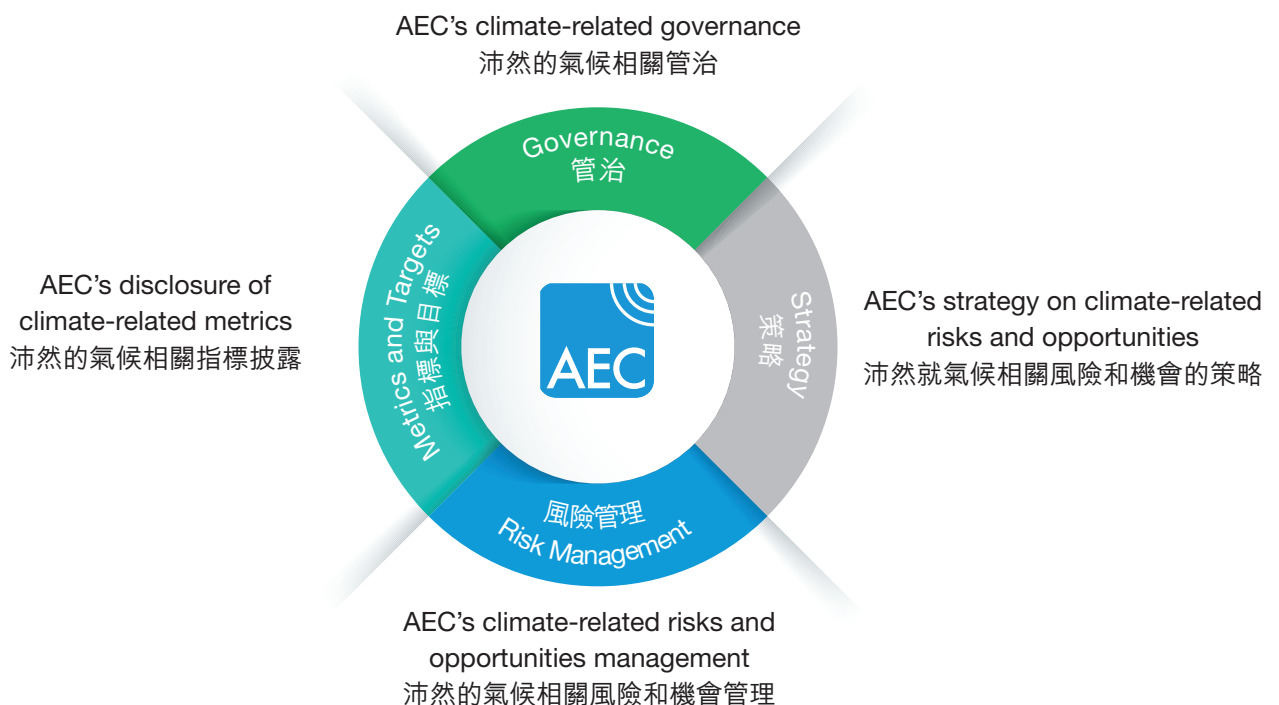 AEC’s climate-related governance
沛然的氣候相關管治
Governance
管治
AEC’s disclosure of
climate-related metrics
沛然的氣候相關指標披露
Metrics and Targets
指標與目標
AEC
Strategy
策略
AEC’s strategy on climate-related
risks and opportunities
沛然就氣候相關風險和機會的策略
風險管理
Risk Management
AEC’s climate-related risks and
opportunities management
沛然的氣候相關風險和機會管理